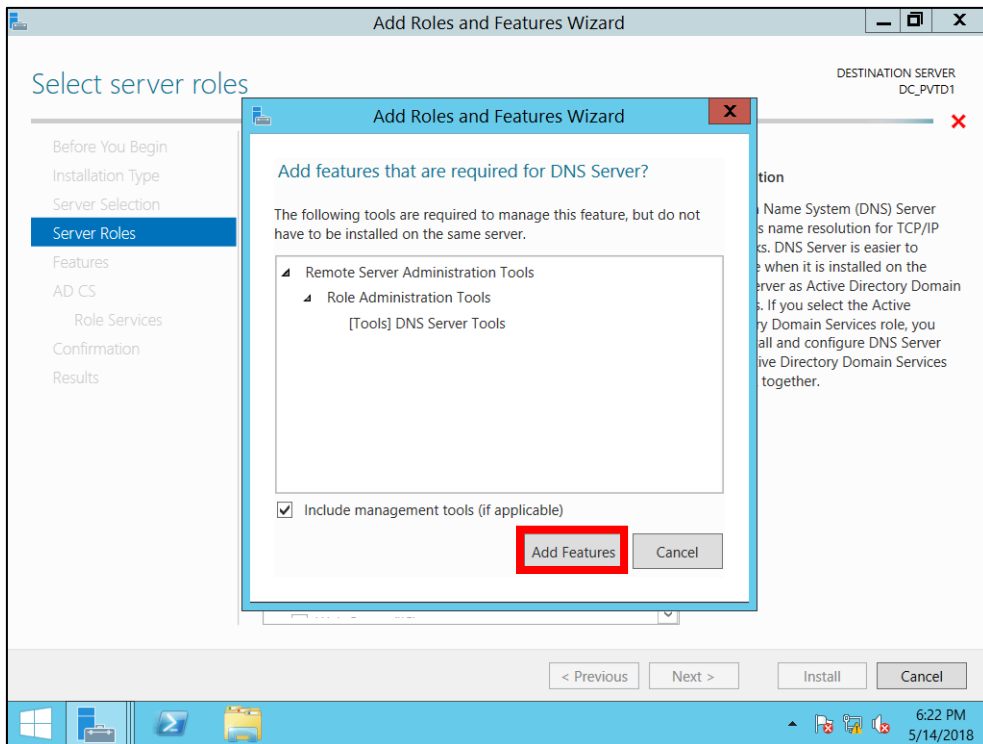 Add Roles and Features Wizard
Select server roles
DESTINATION SERVER
DC_PVTD1
Before You Begin
Installation Type
Server Selection
Server Roles
Features
AD CS
Role Services
Confirmation
Results
Add Roles and Features Wizard
X
Add features that are required for DNS Server?
The following tools are required to manage this feature, but do not
have to be installed on the same server.
Remote Server Administration Tools
Role Administration Tools
[Tools] DNS Server Tools
Include management tools (if applicable)
Add Features
Cancel
tion
Name System (DNS) Server
s name resolution for TCP/IP
ks. DNS Server is easier to
e when it is installed on the
erver as Active Directory Domain
s. If you select the Active
ry Domain Services role, you
all and configure DNS Server
ive Directory Domain Services
together.
< Previous
Next >
Install
Cancel
6:22 PM
5/14/2018